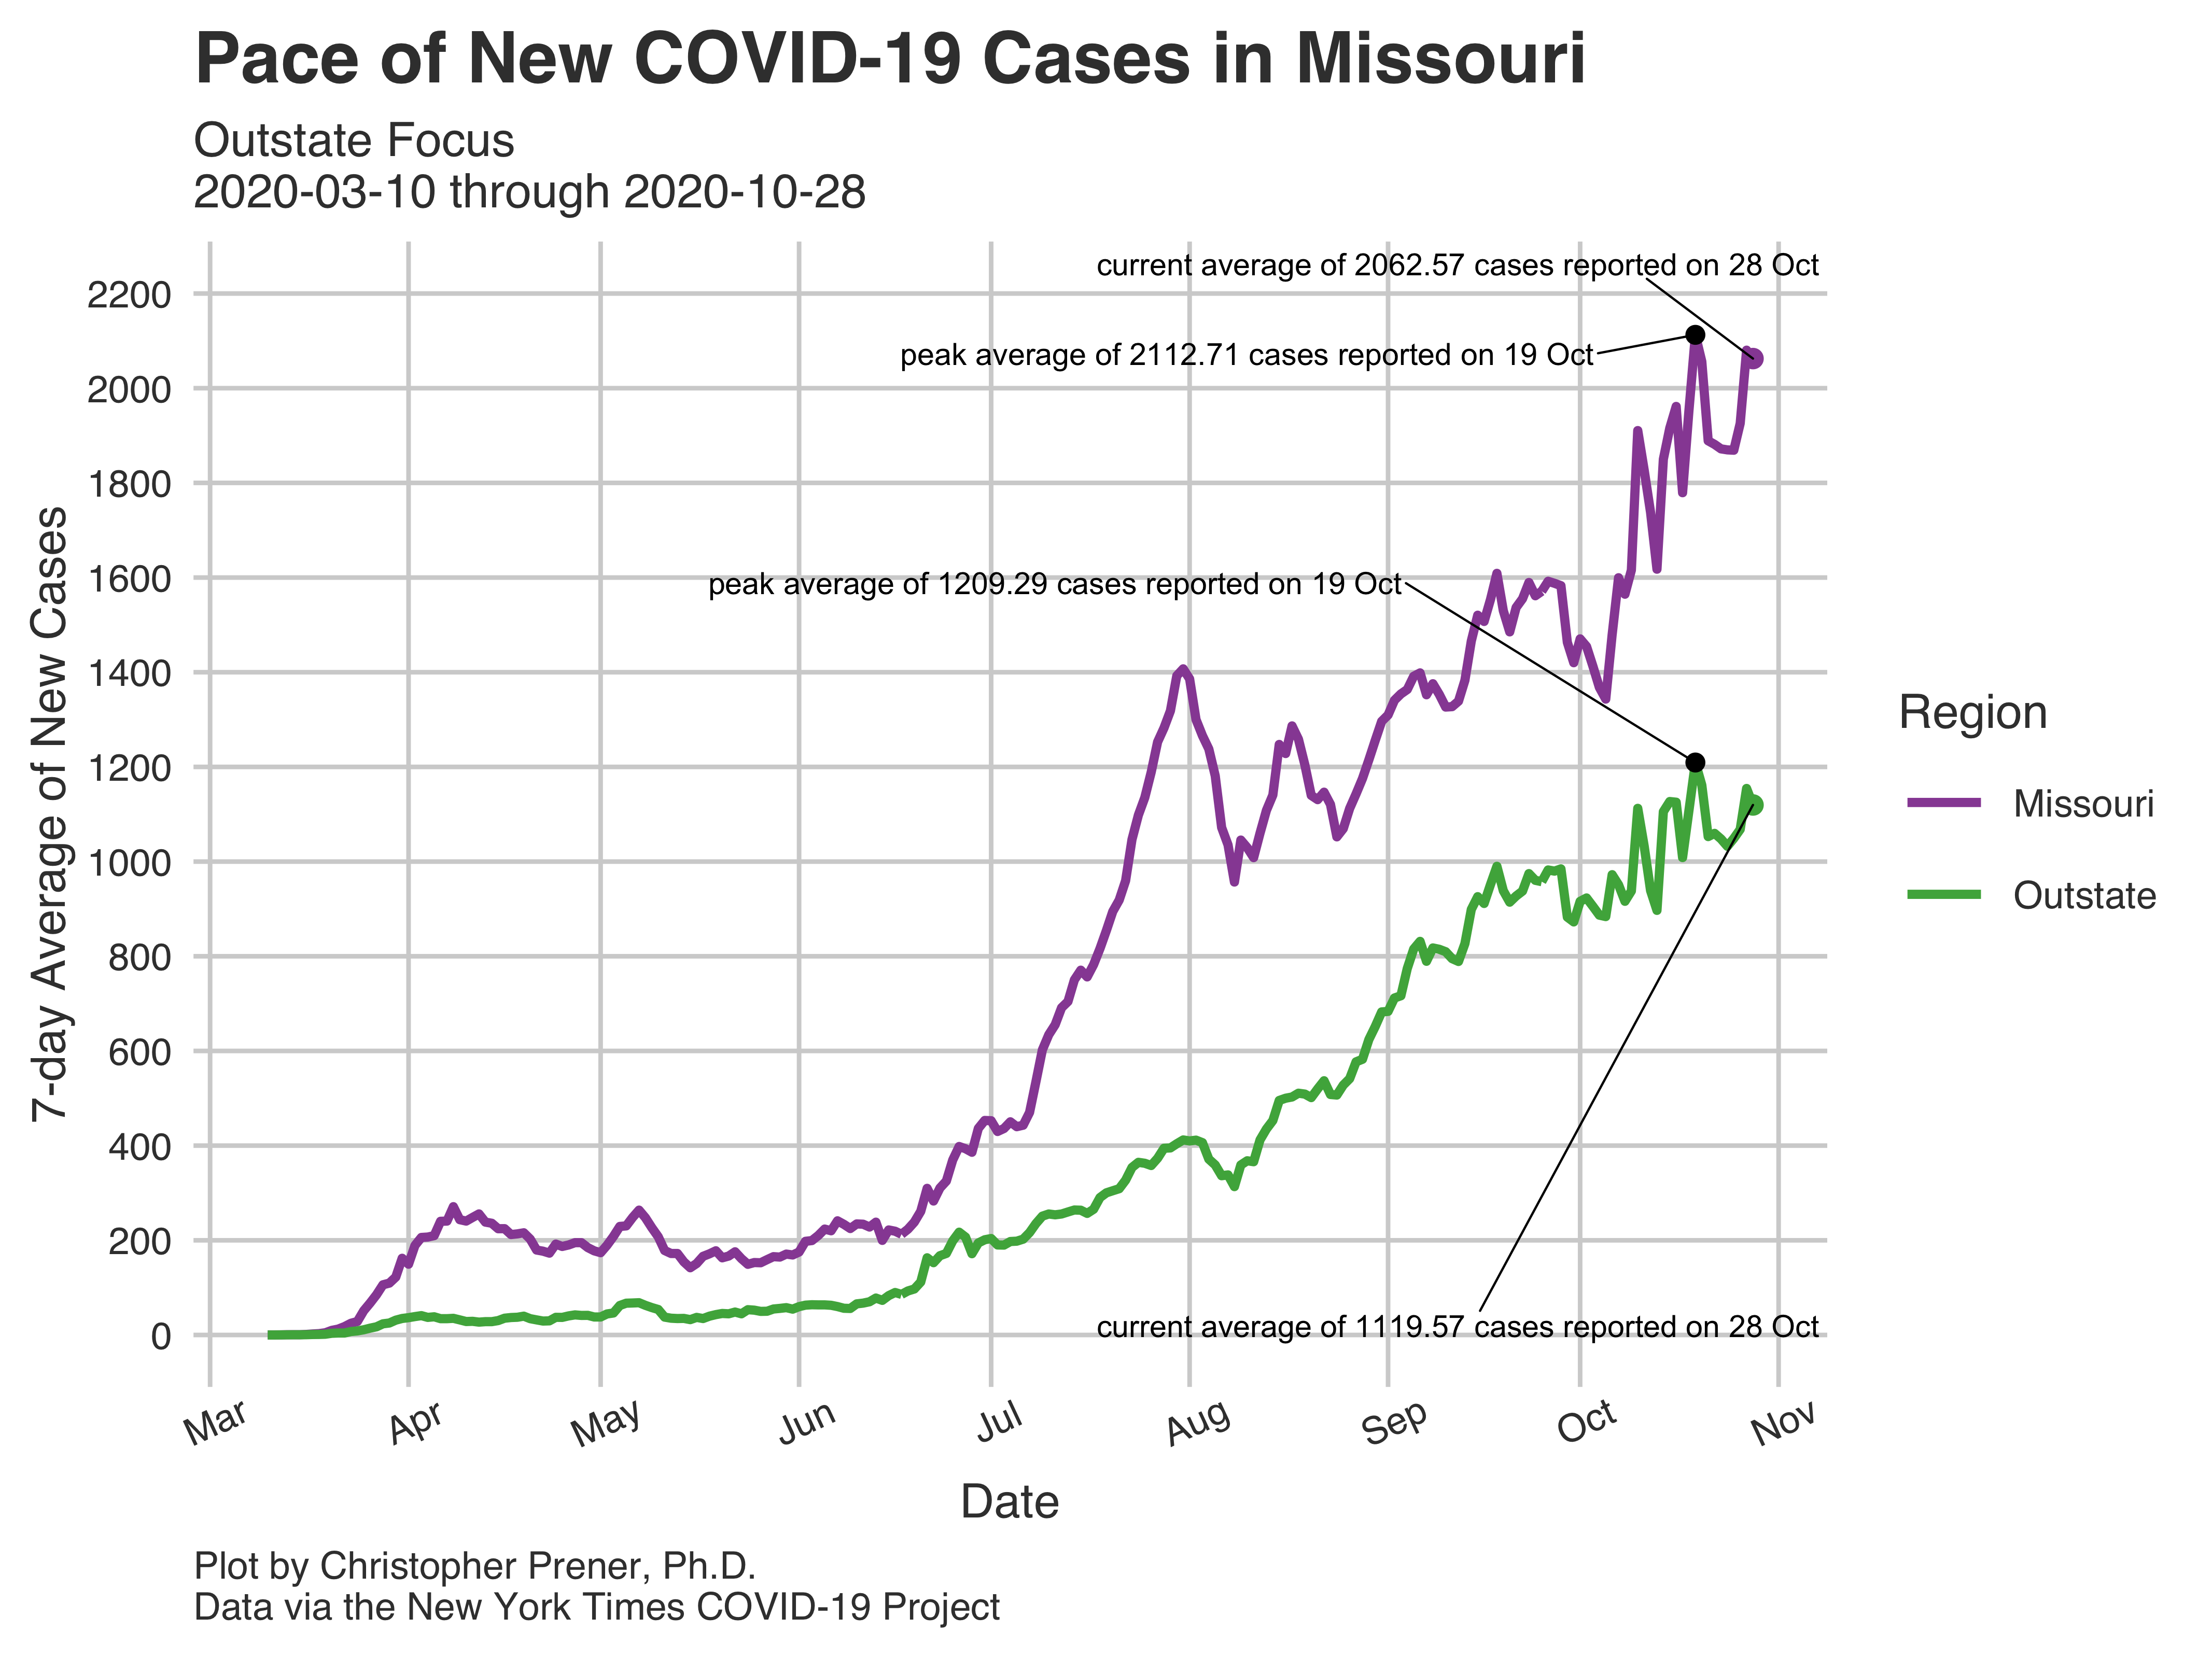 Pace of New COVID-19 Cases in Missouri
Outstate Focus
2020-03-10 through 2020-10-28
current average of 2062.57 cases reported on 28 Oct
peak average of 2112.71 cases reported on 19 Oct
peak average of 1209.29 cases reported on 19 Oct
current average of 1119.57 cases reported on 28 Oct
7-day Average of New Cases
2200
2000
1800
1600
1400
1200
1000
800
600
400
200
0
Mar Apr May Jun Jul Aug Sep Oct Nov
Date
Region
Missouri
Outstate
Plot by Christopher Prener, Ph.D.
Data via the New York Times COVID-19 Project